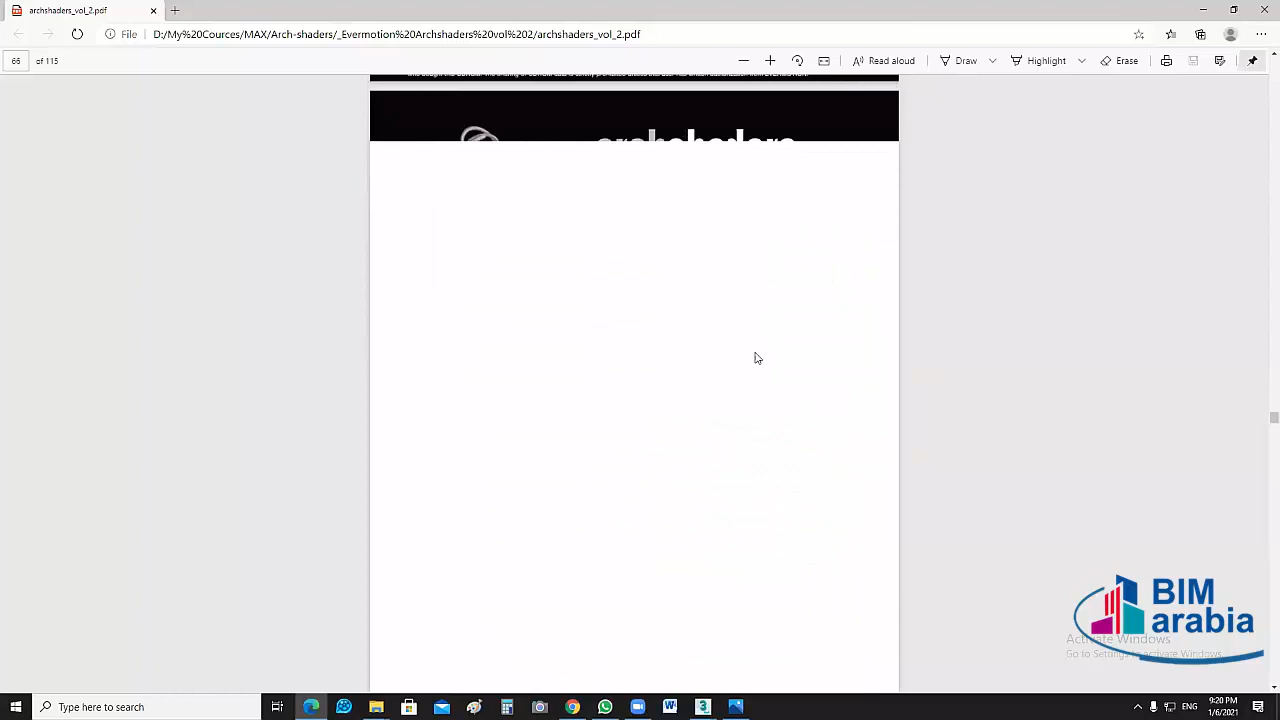 archshaders_vol_2.pdf
File
D:/My%20Cources/MAX/Arch-shaders/_Evermotion%20Archshaders%20vol%202/archshaders_vol_2.pdf
66 of 115
Read aloud
Draw
Highlight
Erase
archshaders
BIM
arabia
Activate Windows
Go to Settings to activate Windows.
Type here to search
ENG
9:20 PM
1/6/2021